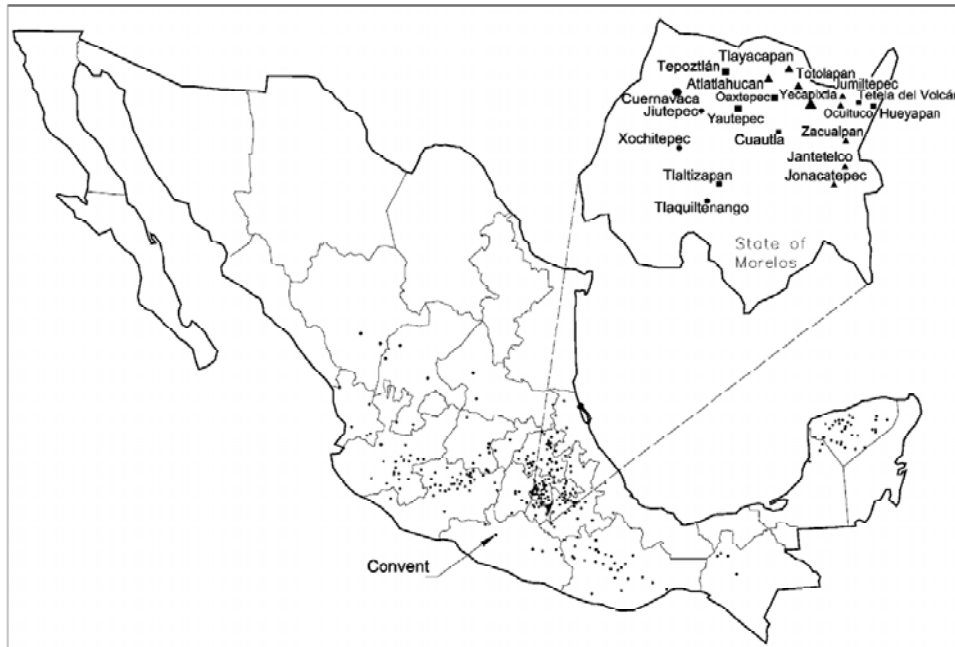 Tlayacapan
Tepoztlán
Totolapan
Atlatlahucan
Jumiltepec
Cuernavaca
Oaxtepec
Yecapixtla
Tetela del Volcán
Jiutepec
Yautepec
Ocuituco
Hueyapan
Xochitepec
Cuautla
Zacualpan
Jantetelco
Tlaltizapan
Jonacatepec
Tlaquiltenango
State of
Morelos
Convent